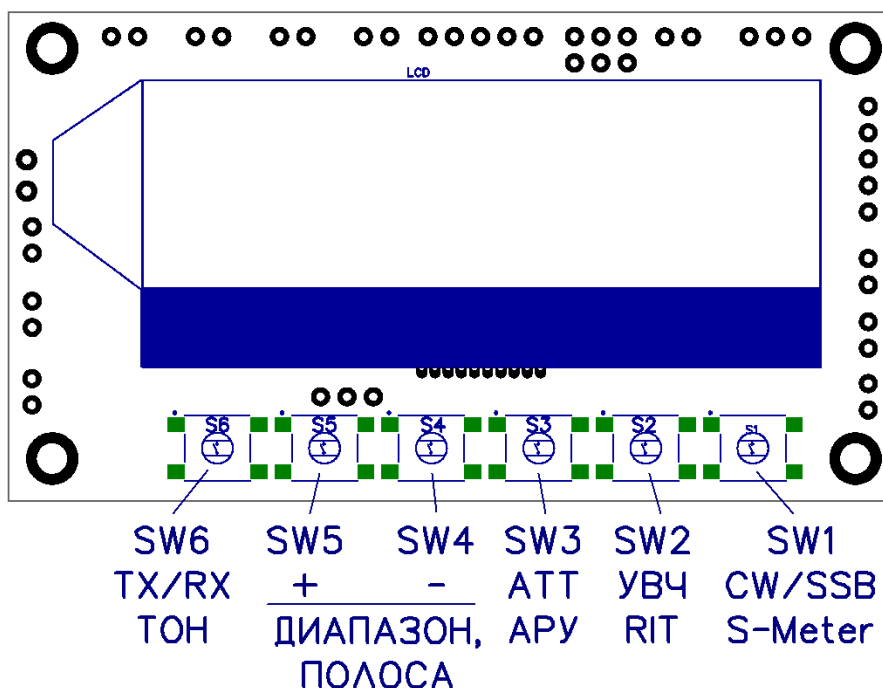 LCD
S6 S5 S4 S3 S2 S1
SW6 SW5 SW4 SW3 SW2 SW1
TX/RX + - АТТ УВЧ CW/SSB
ТОН ДИАПАЗОН, АРУ RIT S-Meter
ПОЛОСА